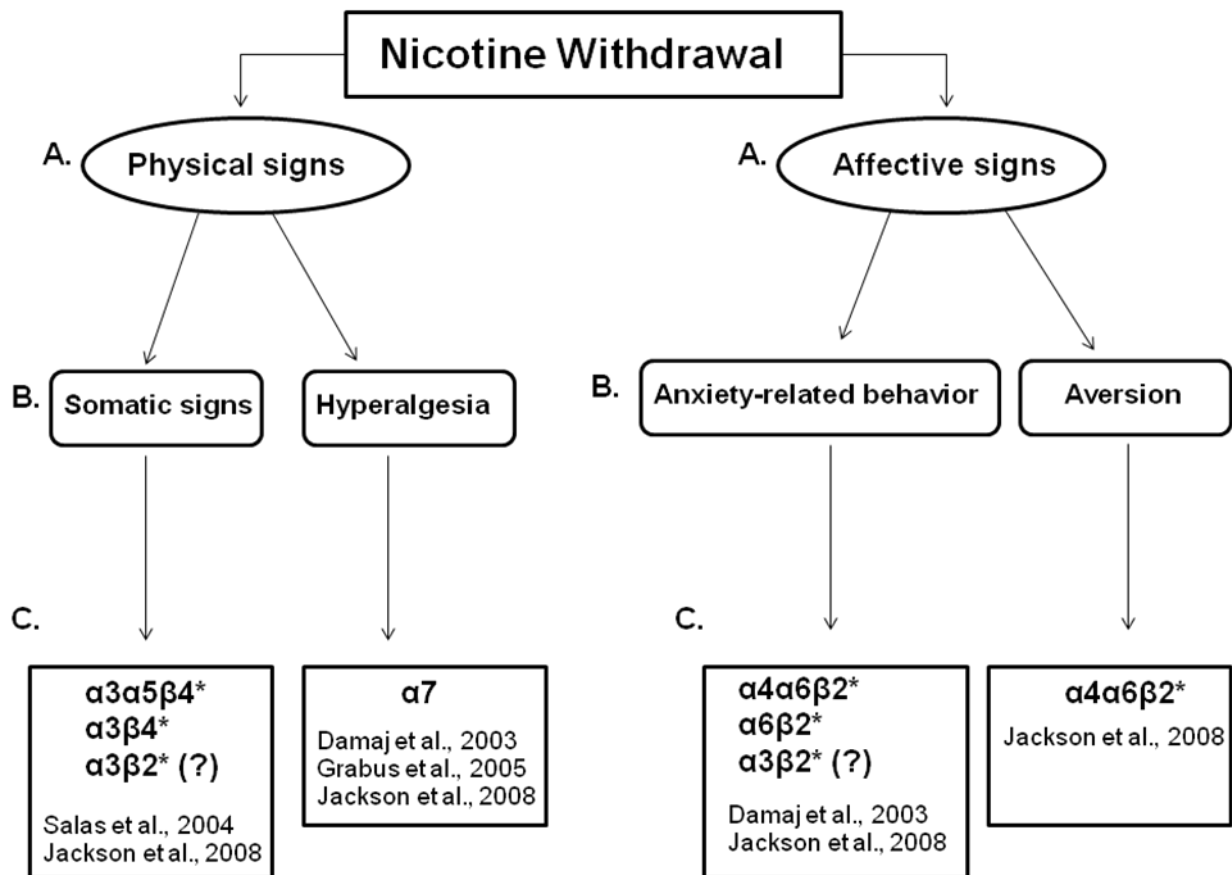 Nicotine Withdrawal
A. Physical signs
A. Affective signs
B. Somatic signs
Hyperalgesia
B. Anxiety-related behavior
Aversion
C.
α3α5β4*
α3β4*
α3β2* (?)
Salas et al., 2004
Jackson et al., 2008
α7
Damaj et al., 2003
Grabus et al., 2005
Jackson et al., 2008
C.
α4α6β2*
α6β2*
α3β2* (?)
Damaj et al., 2003
Jackson et al., 2008
α4α6β2*
Jackson et al., 2008